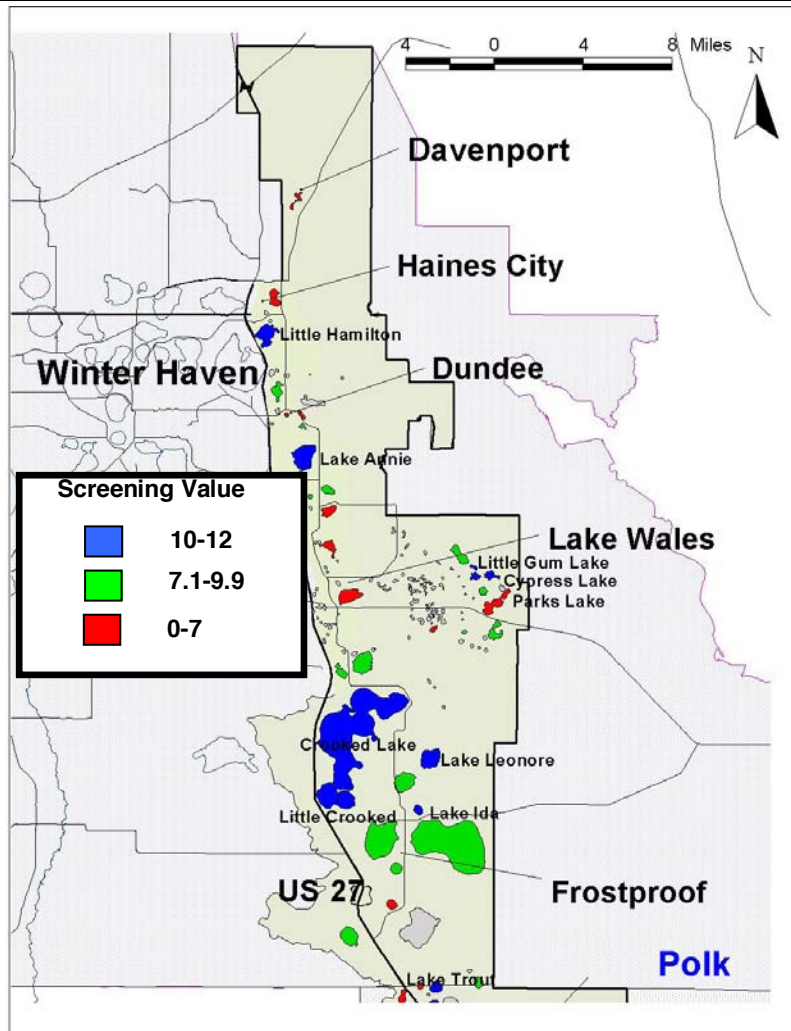 4 0 4 8 Miles
N
Davenport
Haines City
Little Hamilton
Winter Haven
Dundee
Lake Annie
Screening Value
10-12
7.1-9.9
0-7
Lake Wales
Little Gum Lake
Cypress Lake
Parks Lake
Crooked Lake
Lake Leonore
Little Crooked
Lake Ida
US 27
Frostproof
Polk
Lake Trout